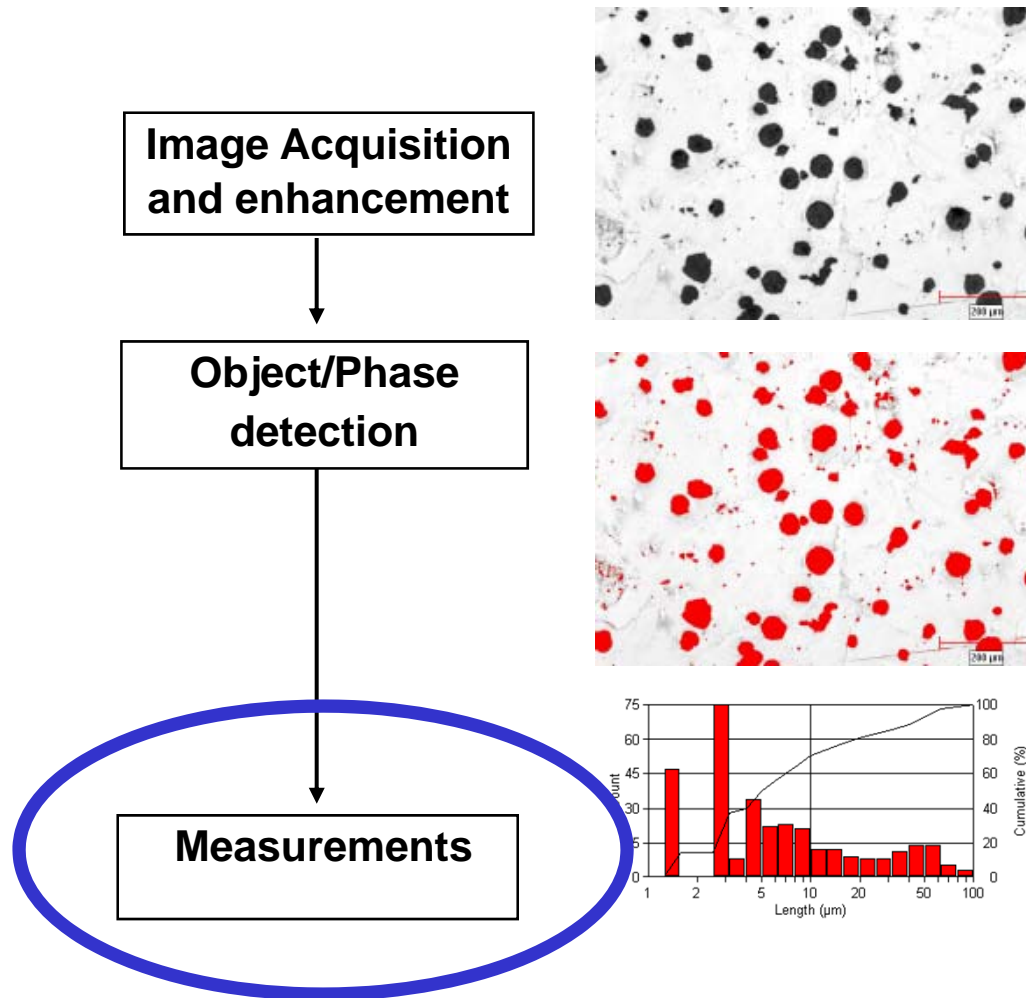 Image Acquisition
and enhancement
200 µm
Object/Phase
detection
200 µm
Measurements
75
60
45
30
0
100
80
60
40
20
0
Cumulative (%)
1
2
5
10
20
50
100
Length (µm)